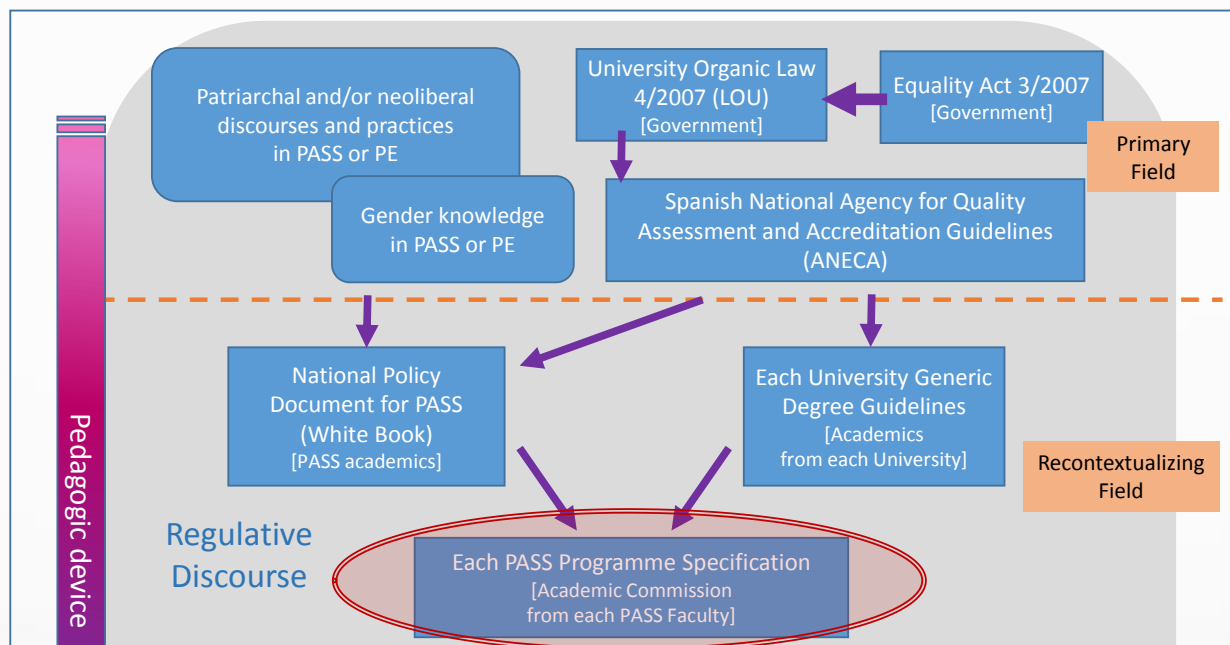 Patriarchal and/or neoliberal
discourses and practices
in PASS or PE
Gender knowledge
in PASS or PE
University Organic Law
4/2007 (LOU)
[Government]
Equality Act 3/2007
[Government]
Primary
Field
Spanish National Agency for Quality
Assessment and Accreditation Guidelines
(ANECA)
National Policy
Document for PASS
(White Book)
[PASS academics]
Each University Generic
Degree Guidelines
[Academics
from each University]
Recontextualizing
Field
Pedagogic device
Regulative
Discourse
Each PASS Programme Specification
[Academic Commission
from each PASS Faculty]